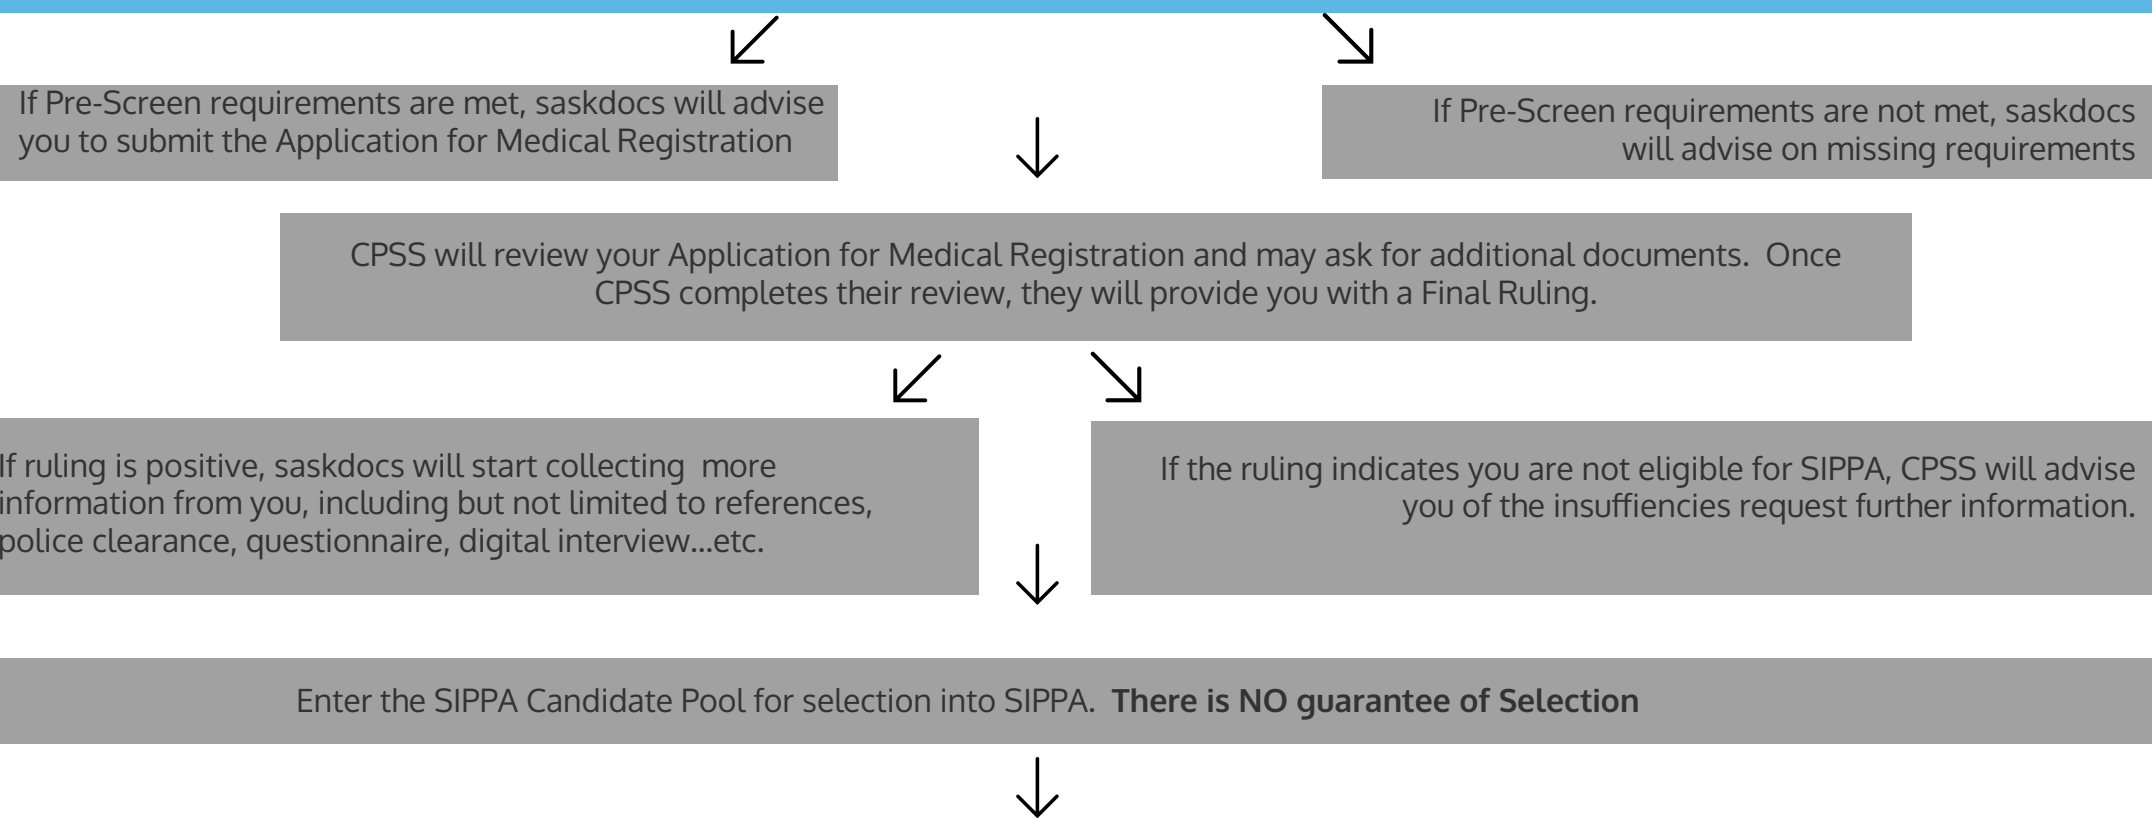 If Pre-Screen requirements are met, saskdocs will advise
you to submit the Application for Medical Registration
If Pre-Screen requirements are not met, saskdocs
will advise on missing requirements
CPSS will review your Application for Medical Registration and may ask for additional documents.  Once
CPSS completes their review, they will provide you with a Final Ruling.
If ruling is positive, saskdocs will start collecting  more
information from you, including but not limited to references,
police clearance, questionnaire, digital interview...etc.
If the ruling indicates you are not eligible for SIPPA, CPSS will advise
you of the insuffiencies request further information.
Enter the SIPPA Candidate Pool for selection into SIPPA.  There is NO guarantee of Selection